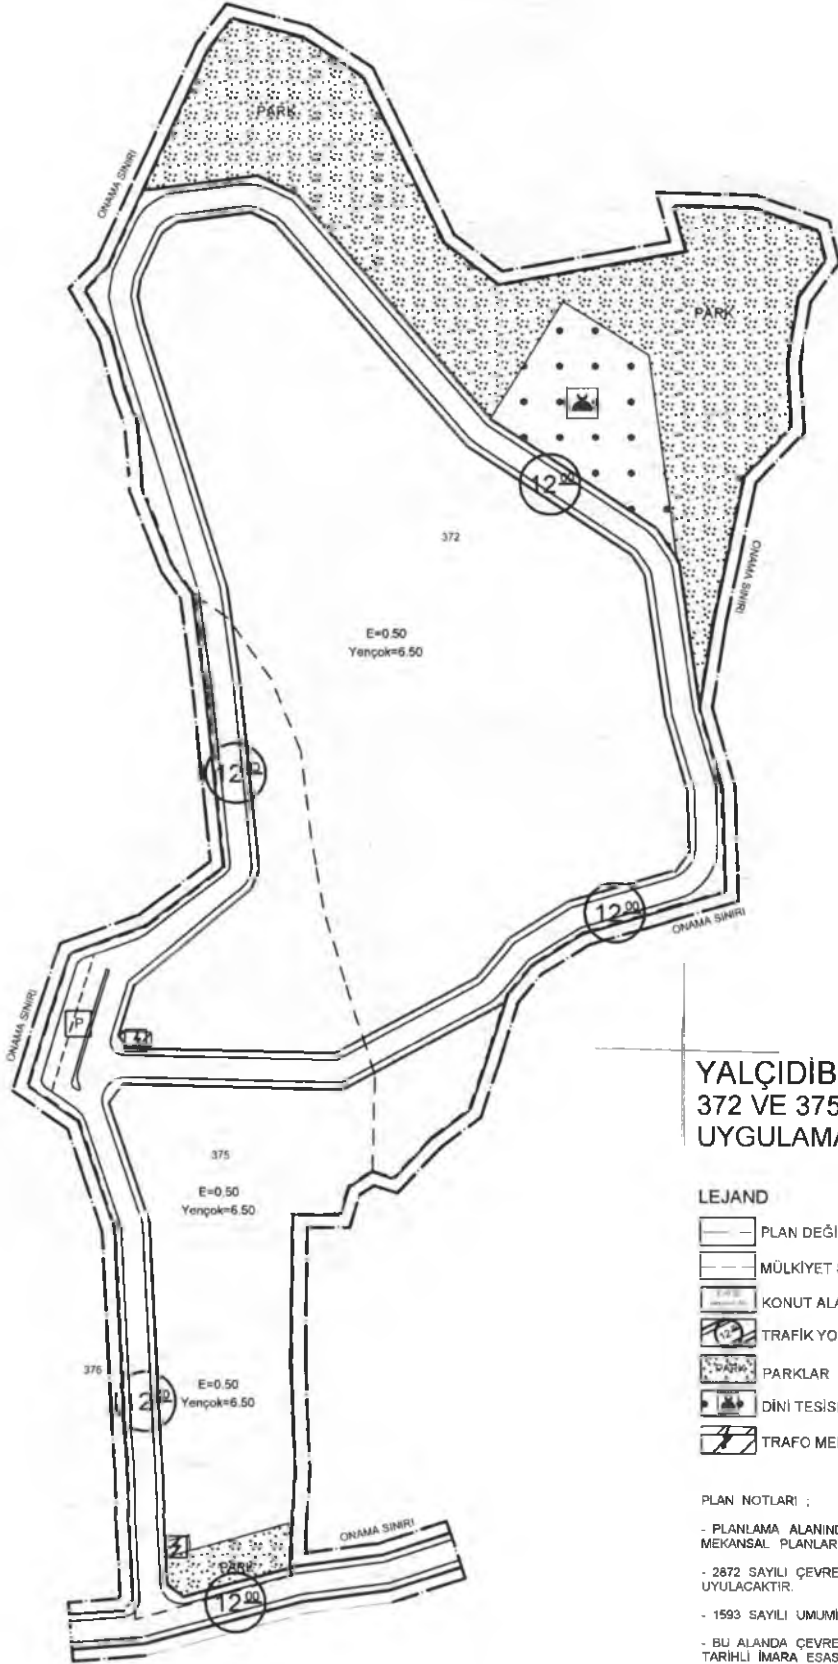 PARK
ONAMA SINIRI
PARK
12.00
372
ONAMA SINIRI
E=0.50
Yençok=6.50
12
12.00
ONAMA SINIRI
ONAMA SINIRI
P
YALÇIDİB
372 VE 375
UYGULAMA
375
E=0.50
Yençok=6.50
LEJAND
PLAN DEĞİ
MÜLKİYET
KONUT ALA
TRAFİK YO
PARK
PARKLAR
DİNİ TESİS
TRAFO ME
376
E=0.50
Yençok=6.50
2
PLAN NOTLARI ;
- PLANLAMA ALANIND
MEKANSAL PLANLAR
- 2872 SAYILI ÇEVRE
UYULACAKTIR.
- 1593 SAYILI UMUMİ
- BU ALANDA ÇEVRE
TARİHLİ İMARA ESAS
ONAMA SINIRI
PARK
12.00